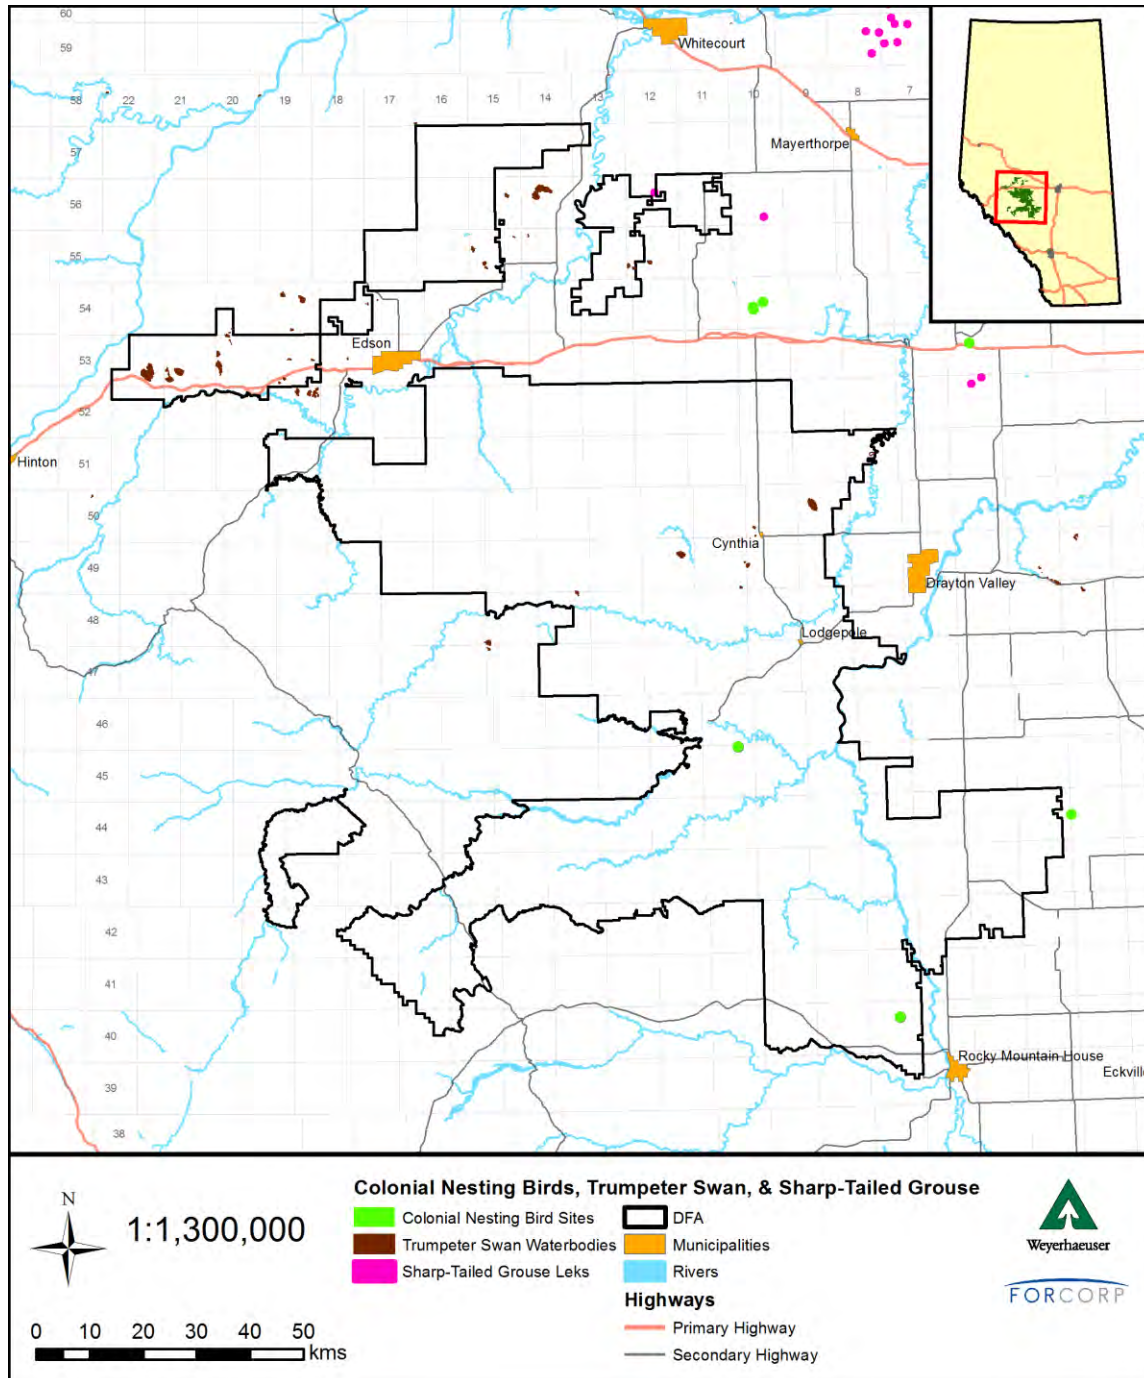 60
59
58
22
21
20
19
18
17
16
15
14
13
12
11
10
9
8
7
Whitecourt
Mayerthorpe
57
56
55
54
53
52
51
50
49
48
47
46
45
44
43
42
41
40
39
38
Edson
Hinton
Cynthia
Drayton Valley
Lodgepole
Rocky Mountain House
Eckville
N
1:1,300,000
0 10 20 30 40 50
kms
Colonial Nesting Birds, Trumpeter Swan, & Sharp-Tailed Grouse
Colonial Nesting Bird Sites
Trumpeter Swan Waterbodies
Sharp-Tailed Grouse Leks
DFA
Municipalities
Rivers
Highways
Primary Highway
Secondary Highway
Weyerhaeuser
FORCORP